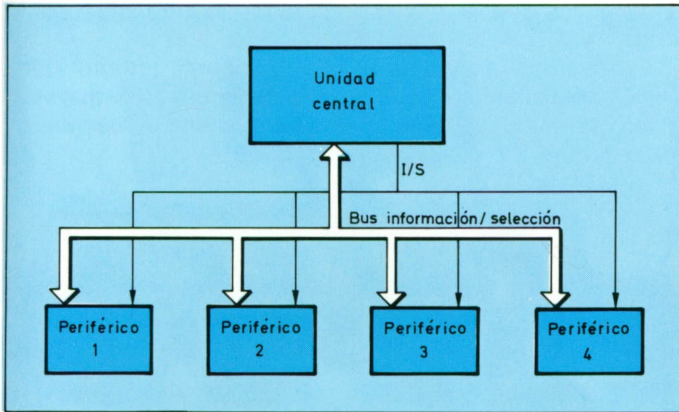 Unidad
central
I/S
Bus información/ selección
Periférico
1
Periférico
2
Periférico
3
Periférico
4